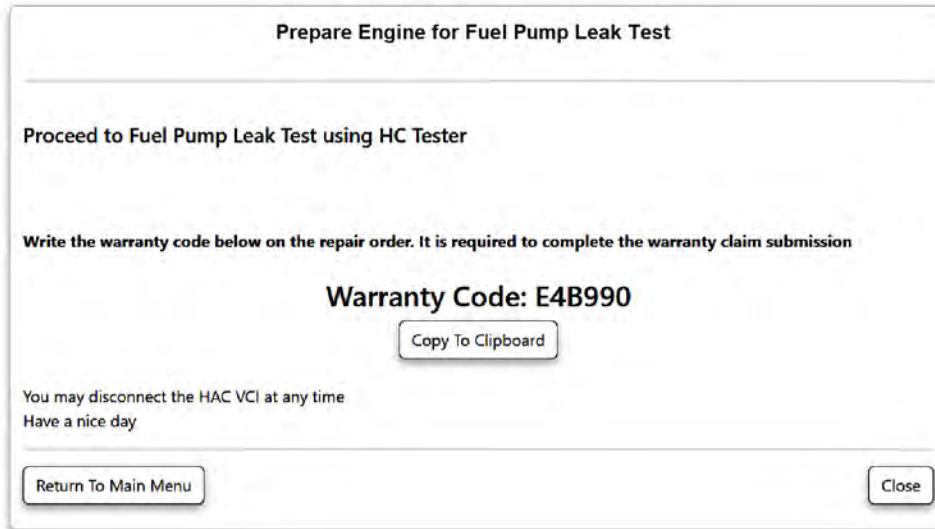 Prepare Engine for Fuel Pump Leak Test
Proceed to Fuel Pump Leak Test using HC Tester
Write the warranty code below on the repair order. It is required to complete the warranty claim submission
Warranty Code: E4B990
Copy To Clipboard
You may disconnect the HAC VCI at any time
Have a nice day
Return To Main Menu
Close